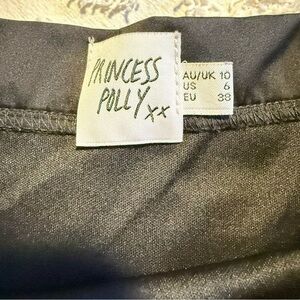 PRINCESS
POLLY xx
AU/UK 10
US 6
EU 38